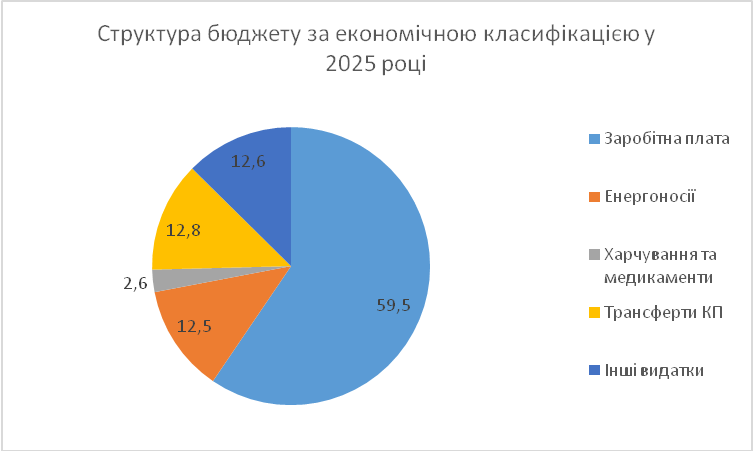 Структура бюджету за економічною класифікацією у
2025 році
12,6
12,8
2,6
12,5
59,5
Заробітна плата
Енергоносії
Харчування та
медикаменти
Трансферти КП
Інші видатки